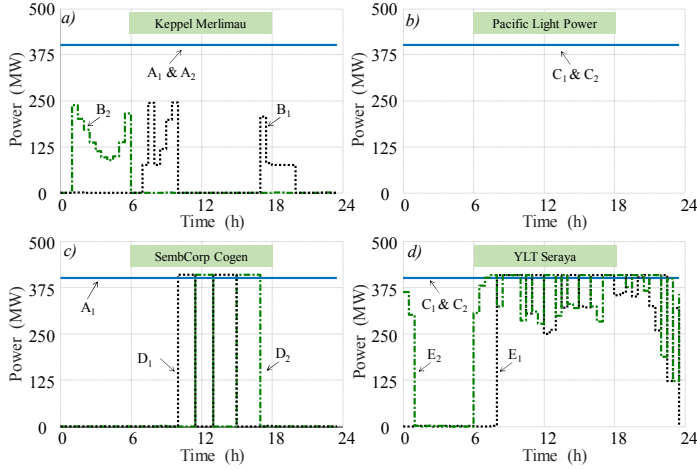 a)
Keppel Merlimau
500
375
250
125
0
Power (MW)
A1 & A2
B2
B1
0
6
12
18
24
Time (h)
b)
Pacific Light Power
500
375
250
125
0
Power (MW)
C1 & C2
0
6
12
18
24
Time (h)
c)
SembCorp Cogen
500
375
250
125
0
Power (MW)
A1
D1
D2
0
6
12
18
24
Time (h)
d)
YLT Seraya
500
375
250
125
0
Power (MW)
C1 & C2
E2
E1
0
6
12
18
24
Time (h)